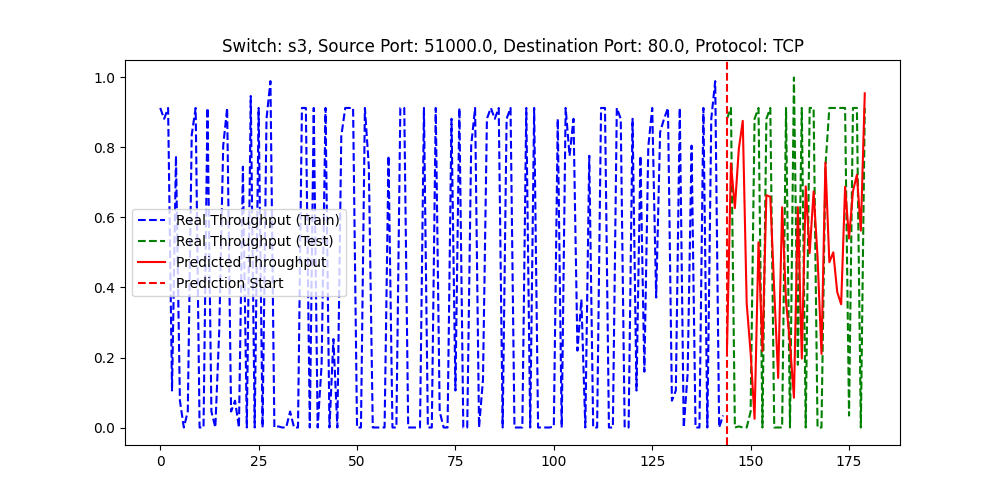 Switch: s3, Source Port: 51000.0, Destination Port: 80.0, Protocol: TCP
1.0
0.8
0.6
0.4
0.2
0.0
Real Throughput (Train)
Real Throughput (Test)
Predicted Throughput
Prediction Start
0 25 50 75 100 125 150 175